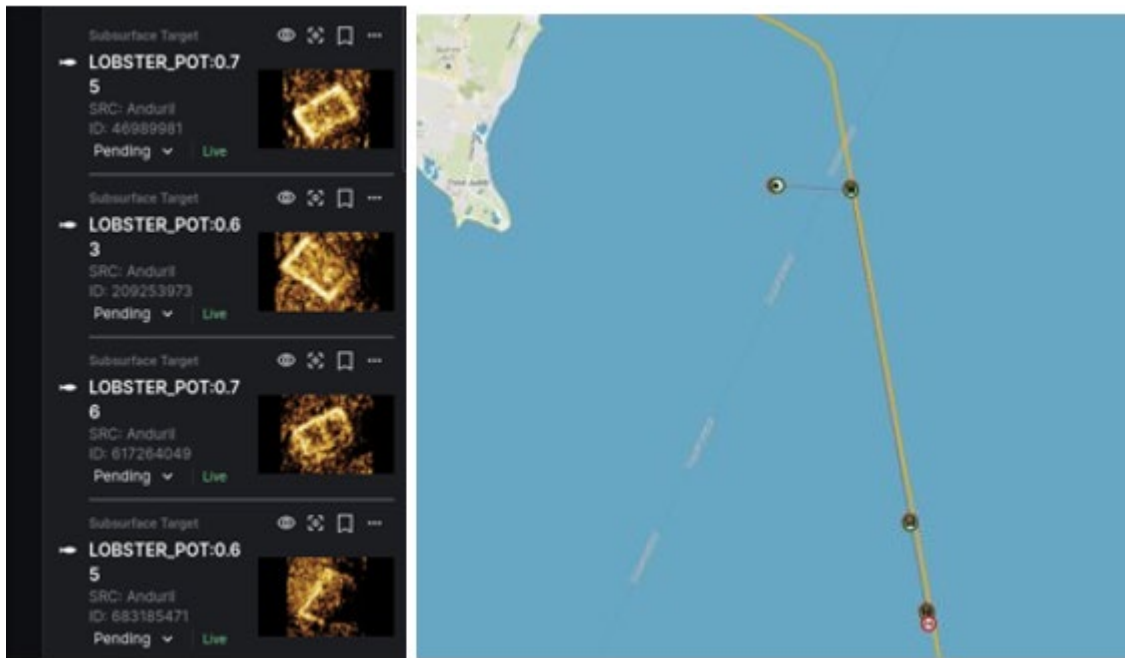 Subsurface Target
LOBSTER_POT:0.7
5
SRC: Anduril
ID: 46989981
Pending
Live
Subsurface Target
LOBSTER_POT:0.6
3
SRC: Anduril
ID: 209253973
Pending
Live
Subsurface Target
LOBSTER_POT:0.7
6
SRC: Anduril
ID: 617264049
Pending
Live
Subsurface Target
LOBSTER_POT:0.6
5
SRC: Anduril
ID: 683185471
Pending
Live
Point Judith